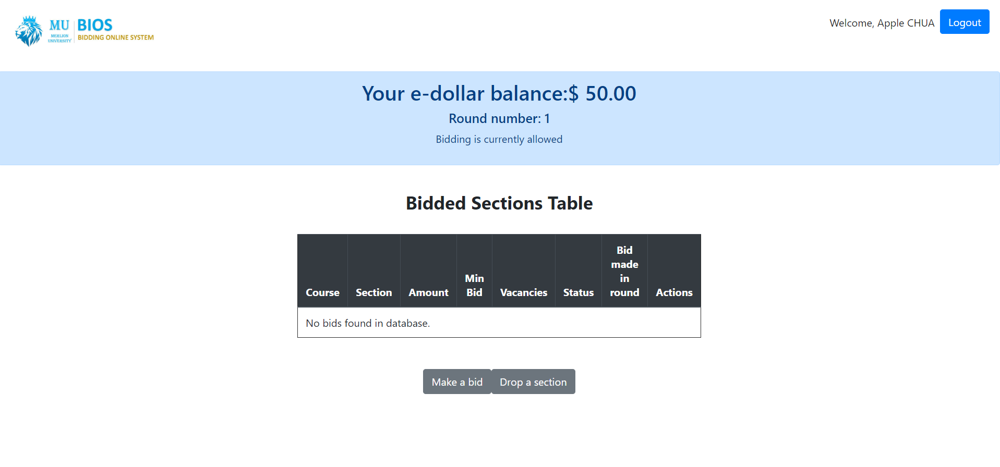 MU
MERLION
UNIVERSITY
BIOS
BIDDING ONLINE SYSTEM
Welcome, Apple CHUA
Logout
Your e-dollar balance:$ 50.00
Round number: 1
Bidding is currently allowed
Bidded Sections Table
Course
Section
Amount
Min
Bid
Vacancies
Status
Bid
made
in
round
Actions
No bids found in database.
Make a bid
Drop a section